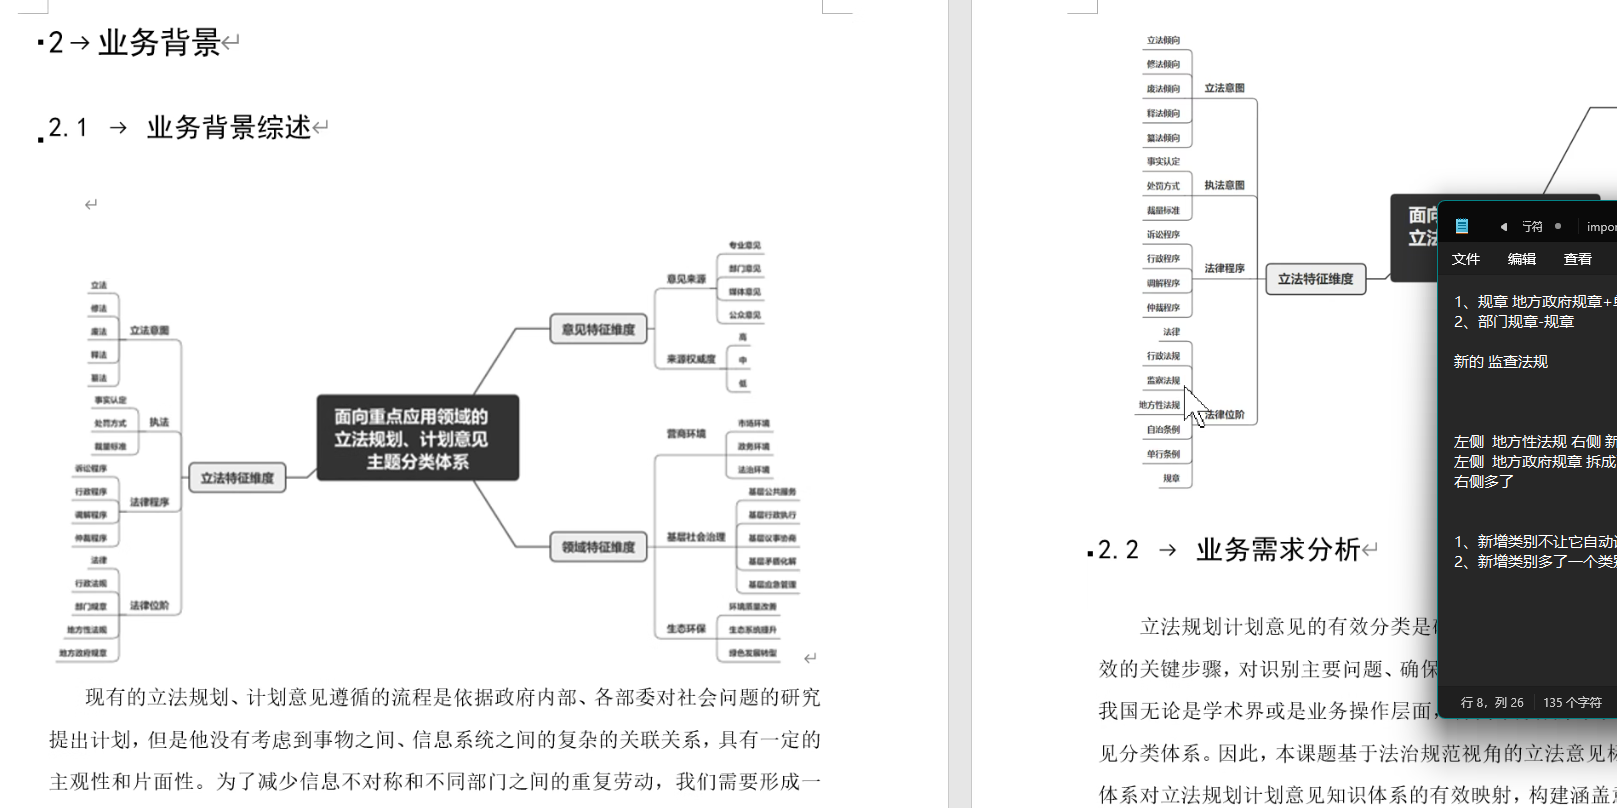 2 → 业务背景
2.1 → 业务背景综述
专业意见
部门意见
媒体意见
公众意见
意见来源
高
中
低
来源权威度
意见特征维度
立法
修法
废法
释法
纂法
立法意图
事实认定
处罚方式
裁量标准
执法
诉讼程序
行政程序
调解程序
仲裁程序
法律程序
法律
行政法规
部门规章
地方性法规
地方政府规章
法律位阶
立法特征维度
面向重点应用领域的
立法规划、计划意见
主题分类体系
市场环境
政务环境
法治环境
营商环境
基层公共服务
基层行政执行
基层议事协商
基层矛盾化解
基层应急管理
基层社会治理
环境质量改善
生态系统提升
绿色发展转型
生态环保
领域特征维度
现有的立法规划、计划意见遵循的流程是依据政府内部、各部委对社会问题的研究
提出计划，但是他没有考虑到事物之间、信息系统之间的复杂的关联关系，具有一定的
主观性和片面性。为了减少信息不对称和不同部门之间的重复劳动，我们需要形成一
立法倾向
修法倾向
废法倾向
释法倾向
纂法倾向
立法意图
事实认定
处罚方式
裁量标准
执法意图
诉讼程序
行政程序
调解程序
仲裁程序
法律程序
法律
行政法规
监察法规
地方性法规
自治条例
单行条例
规章
法律位阶
立法特征维度
面向
立法
2.2 → 业务需求分析
立法规划计划意见的有效分类是
效的关键步骤，对识别主要问题、确保
我国无论是学术界或是业务操作层面，
见分类体系。因此，本课题基于法治规范视角的立法意见
体系对立法规划计划意见知识体系的有效映射，构建涵盖
行符 impor
文件 编辑 查看
1、规章 地方政府规章+
2、部门规章-规章
新的 监查法规
左侧 地方性法规 右侧 新
左侧 地方政府规章 拆成
右侧多了
1、新增类别不让它自动
2、新增类别多了一个类
行 8，列 26 135 个字符